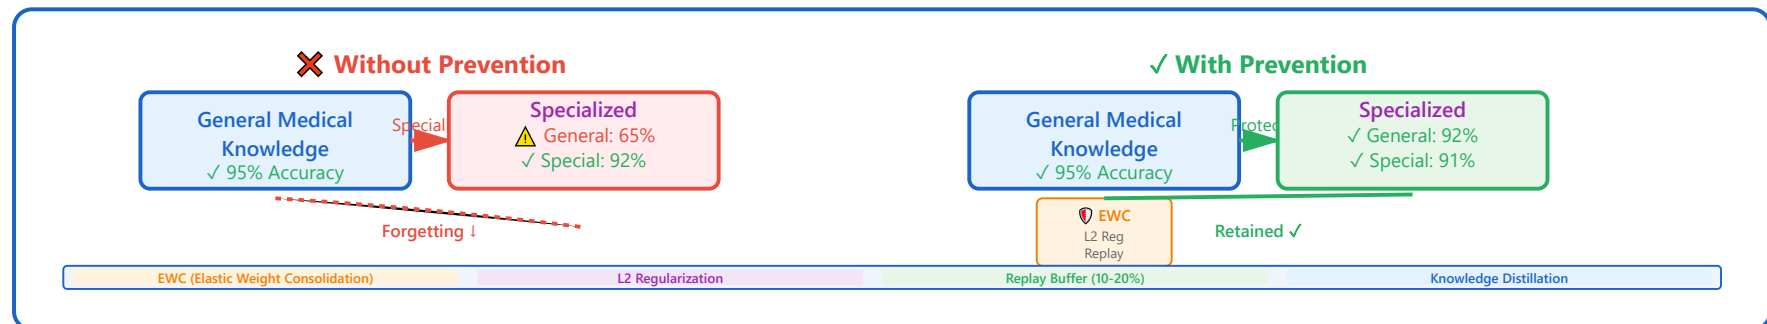 ❌ Without Prevention
General Medical
Knowledge
✓ 95% Accuracy
Special
Specialized
⚠ General: 65%
✓ Special: 92%
Forgetting ↓
✓ With Prevention
General Medical
Knowledge
✓ 95% Accuracy
Protec
Specialized
✓ General: 92%
✓ Special: 91%
EWC
L2 Reg
Replay
Retained ✓
EWC (Elastic Weight Consolidation)
L2 Regularization
Replay Buffer (10-20%)
Knowledge Distillation